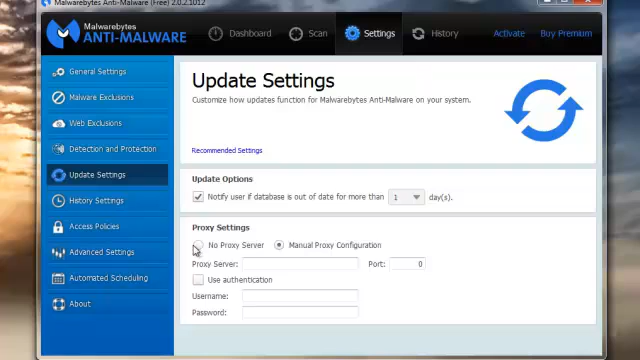 Malwarebytes Anti-Malware (Free) 2.0.2.1012
Malwarebytes
ANTI-MALWARE
Dashboard
Scan
Settings
History
Activate
Buy Premium
General Settings
Malware Exclusions
Web Exclusions
Detection and Protection
Update Settings
History Settings
Access Policies
Advanced Settings
Automated Scheduling
About
Update Settings
Customize how updates function for Malwarebytes Anti-Malware on your system.
Recommended Settings
Update Options
Notify user if database is out of date for more than 1 day(s).
Proxy Settings
No Proxy Server Manual Proxy Configuration
Proxy Server: Port: 0
Use authentication
Username:
Password: